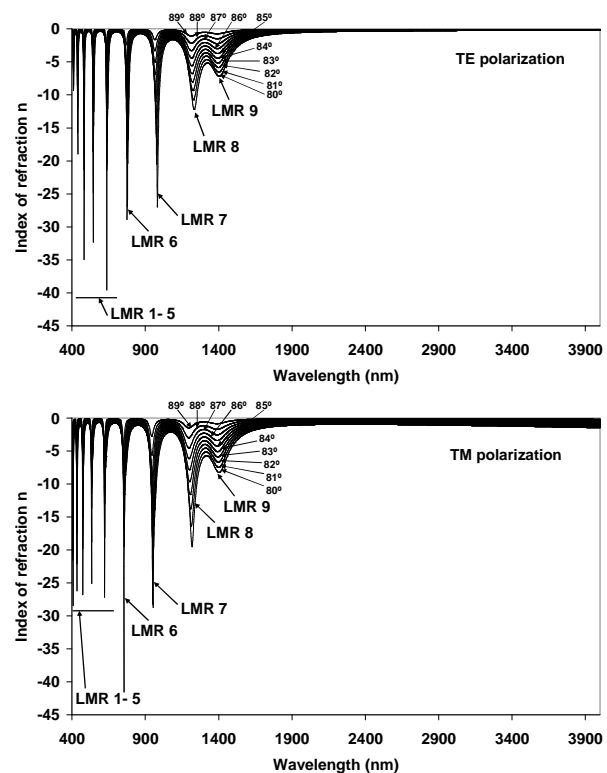 89º 88º 87º 86º 85º
84º
83º
82º
81º
80º
TE polarization
LMR 9
LMR 8
LMR 7
LMR 6
LMR 1- 5
Index of refraction n
0
-5
-10
-15
-20
-25
-30
-35
-40
-45
400 900 1400 1900 2400 2900 3400 3900
Wavelength (nm)
89º 88º 87º 86º 85º
84º
83º
82º
81º
80º
TM polarization
LMR 9
LMR 8
LMR 7
LMR 6
LMR 1- 5
Index of refraction n
0
-5
-10
-15
-20
-25
-30
-35
-40
-45
400 900 1400 1900 2400 2900 3400 3900
Wavelength (nm)